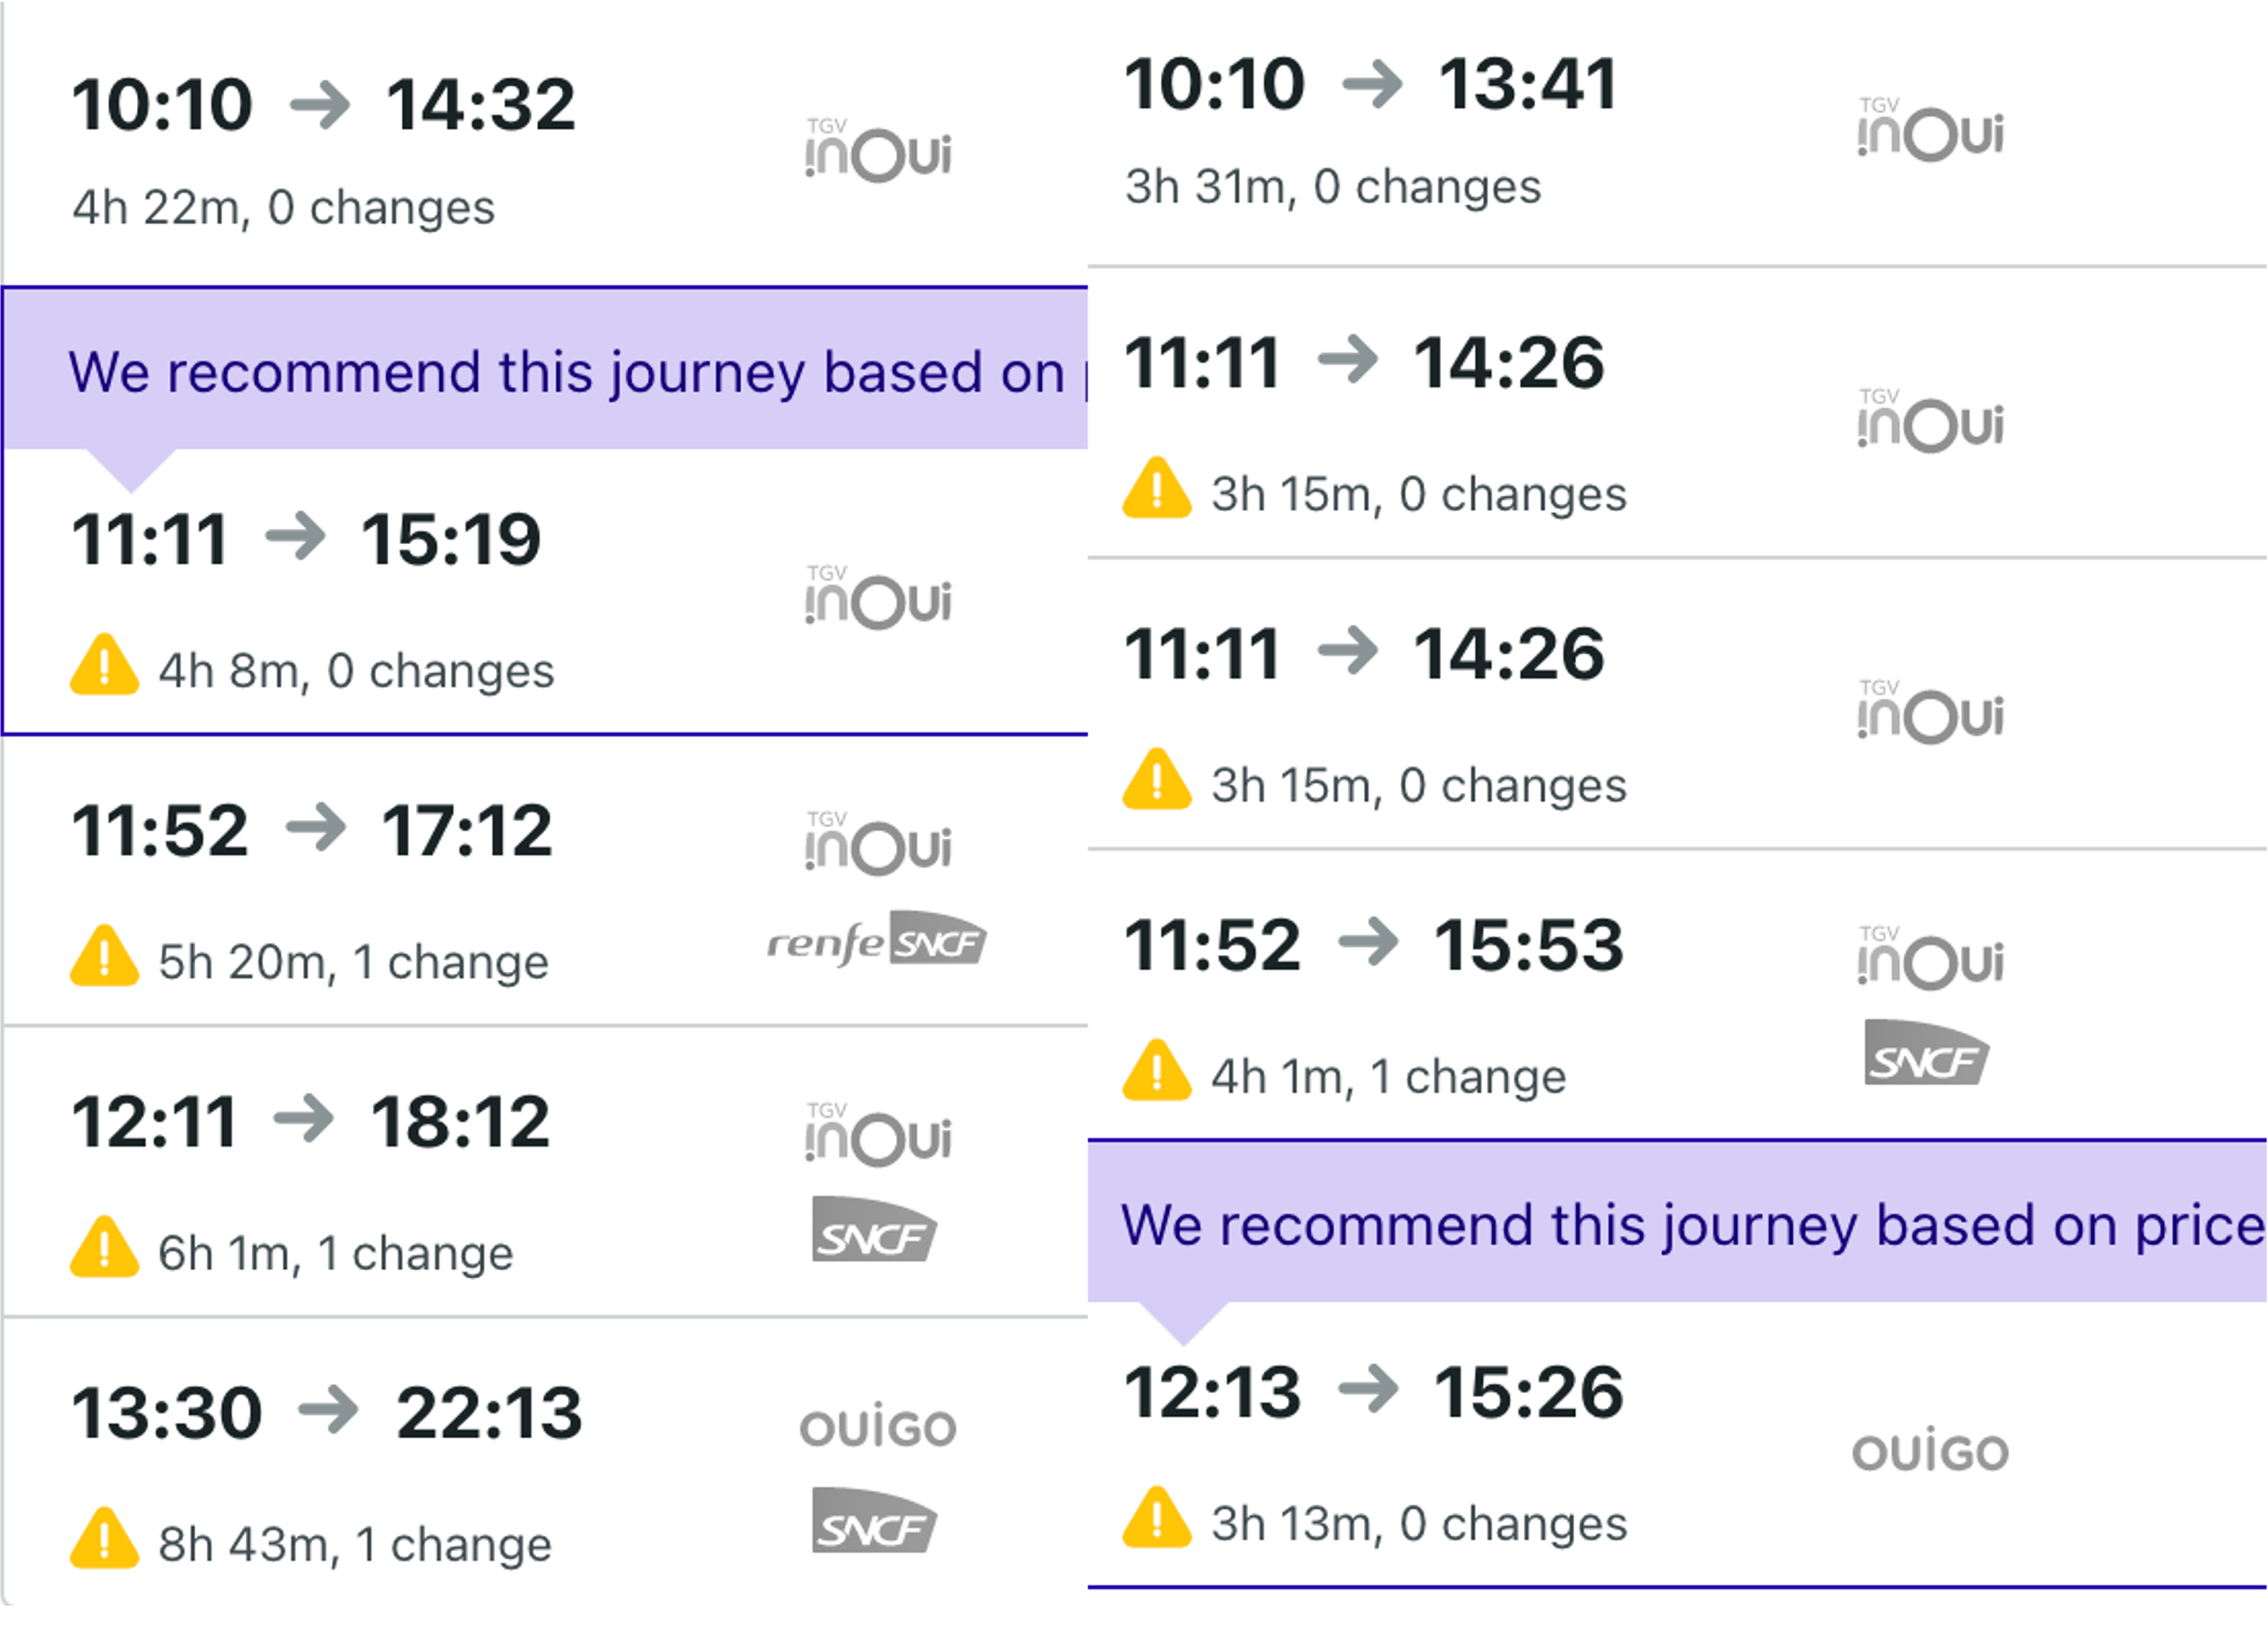 10:10 → 14:32
TGV inOui
4h 22m, 0 changes
We recommend this journey based on
11:11 → 15:19
TGV inOui
4h 8m, 0 changes
11:52 → 17:12
TGV inOui
renfe SNCF
5h 20m, 1 change
12:11 → 18:12
TGV inOui
SNCF
6h 1m, 1 change
13:30 → 22:13
OUIGO
SNCF
8h 43m, 1 change
10:10 → 13:41
TGV inOui
3h 31m, 0 changes
11:11 → 14:26
TGV inOui
3h 15m, 0 changes
11:11 → 14:26
TGV inOui
3h 15m, 0 changes
11:52 → 15:53
TGV inOui
SNCF
4h 1m, 1 change
We recommend this journey based on price
12:13 → 15:26
OUIGO
3h 13m, 0 changes